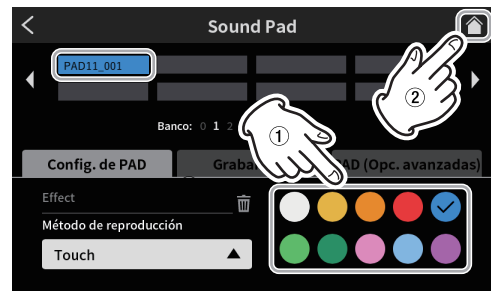 Sound Pad
PAD11_001
②
Banco: 0 1 2
①
Config. de PAD
Graba
AD (Opc. avanzadas)
Effect
Método de reproducción
Touch